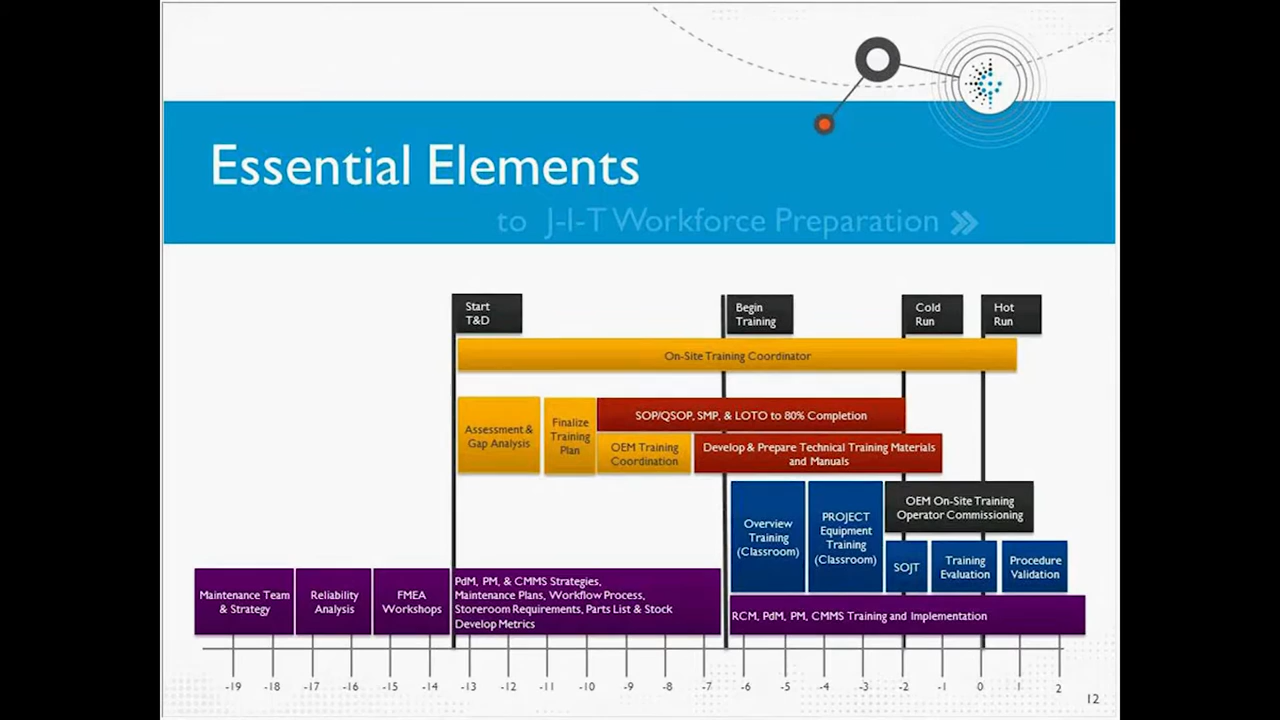 Essential Elements
to J-I-T Workforce Preparation
Start
T&D
Begin
Training
Cold
Run
Hot
Run
On-Site Training Coordinator
Assessment &
Gap Analysis
Finalize
Training
Plan
SOP/QSOP, SMP, & LOTO to 80% Completion
OEM Training
Coordination
Develop & Prepare Technical Training Materials
and Manuals
Overview
Training
(Classroom)
PROJECT
Equipment
Training
(Classroom)
OEM On-Site Training
Operator Commissioning
SOJT
Training
Evaluation
Procedure
Validation
Maintenance Team
& Strategy
Reliability
Analysis
FMEA
Workshops
PdM, PM, & CMMS Strategies,
Maintenance Plans, Workflow Process,
Storeroom Requirements, Parts List & Stock
Develop Metrics
RCM, PdM, PM, CMMS Training and Implementation
-19 -18 -17 -16 -15 -14 -13 -12 -11 -10 -9 -8 -7 -6 -5 -4 -3 -2 -1 0 1 2
12